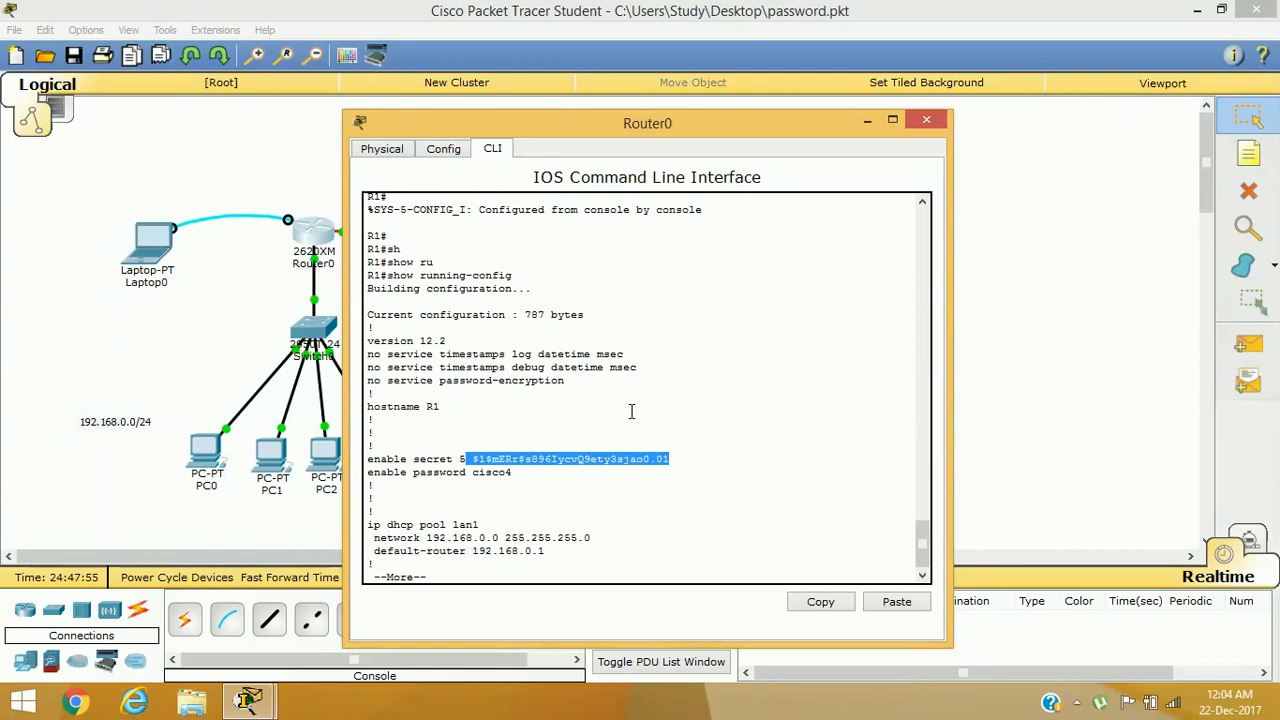 Cisco Packet Tracer Student - C:\Users\Study\Desktop\password.pkt
File Edit Options View Tools Extensions Help
Logical
[Root]
New Cluster
Move Object
Set Tiled Background
Viewport
Router0
Physical
Config
CLI
IOS Command Line Interface
R1#
%SYS-5-CONFIG_I: Configured from console by console
R1#
R1#sh
R1#show ru
R1#show running-config
Building configuration...
Current configuration : 787 bytes
!
version 12.2
no service timestamps log datetime msec
no service timestamps debug datetime msec
no service password-encryption
!
hostname R1
!
!
!
enable secret 5 $1$mERr$s896IycvQ9ety3sjao0.01
enable password cisco4
!
!
!
ip dhcp pool lan1
network 192.168.0.0 255.255.255.0
default-router 192.168.0.1
!
--More--
Copy
Paste
Laptop-PT
Laptop0
2620XM
Router0
192.168.0.0/24
PC-PT
PC0
PC-PT
PC1
PC-PT
PC2
Time: 24:47:55
Power Cycle Devices
Fast Forward Time
Realtime
Connections
Console
Toggle PDU List Window
Type
Color
Time(sec)
Periodic
Num
12:04 AM
22-Dec-2017